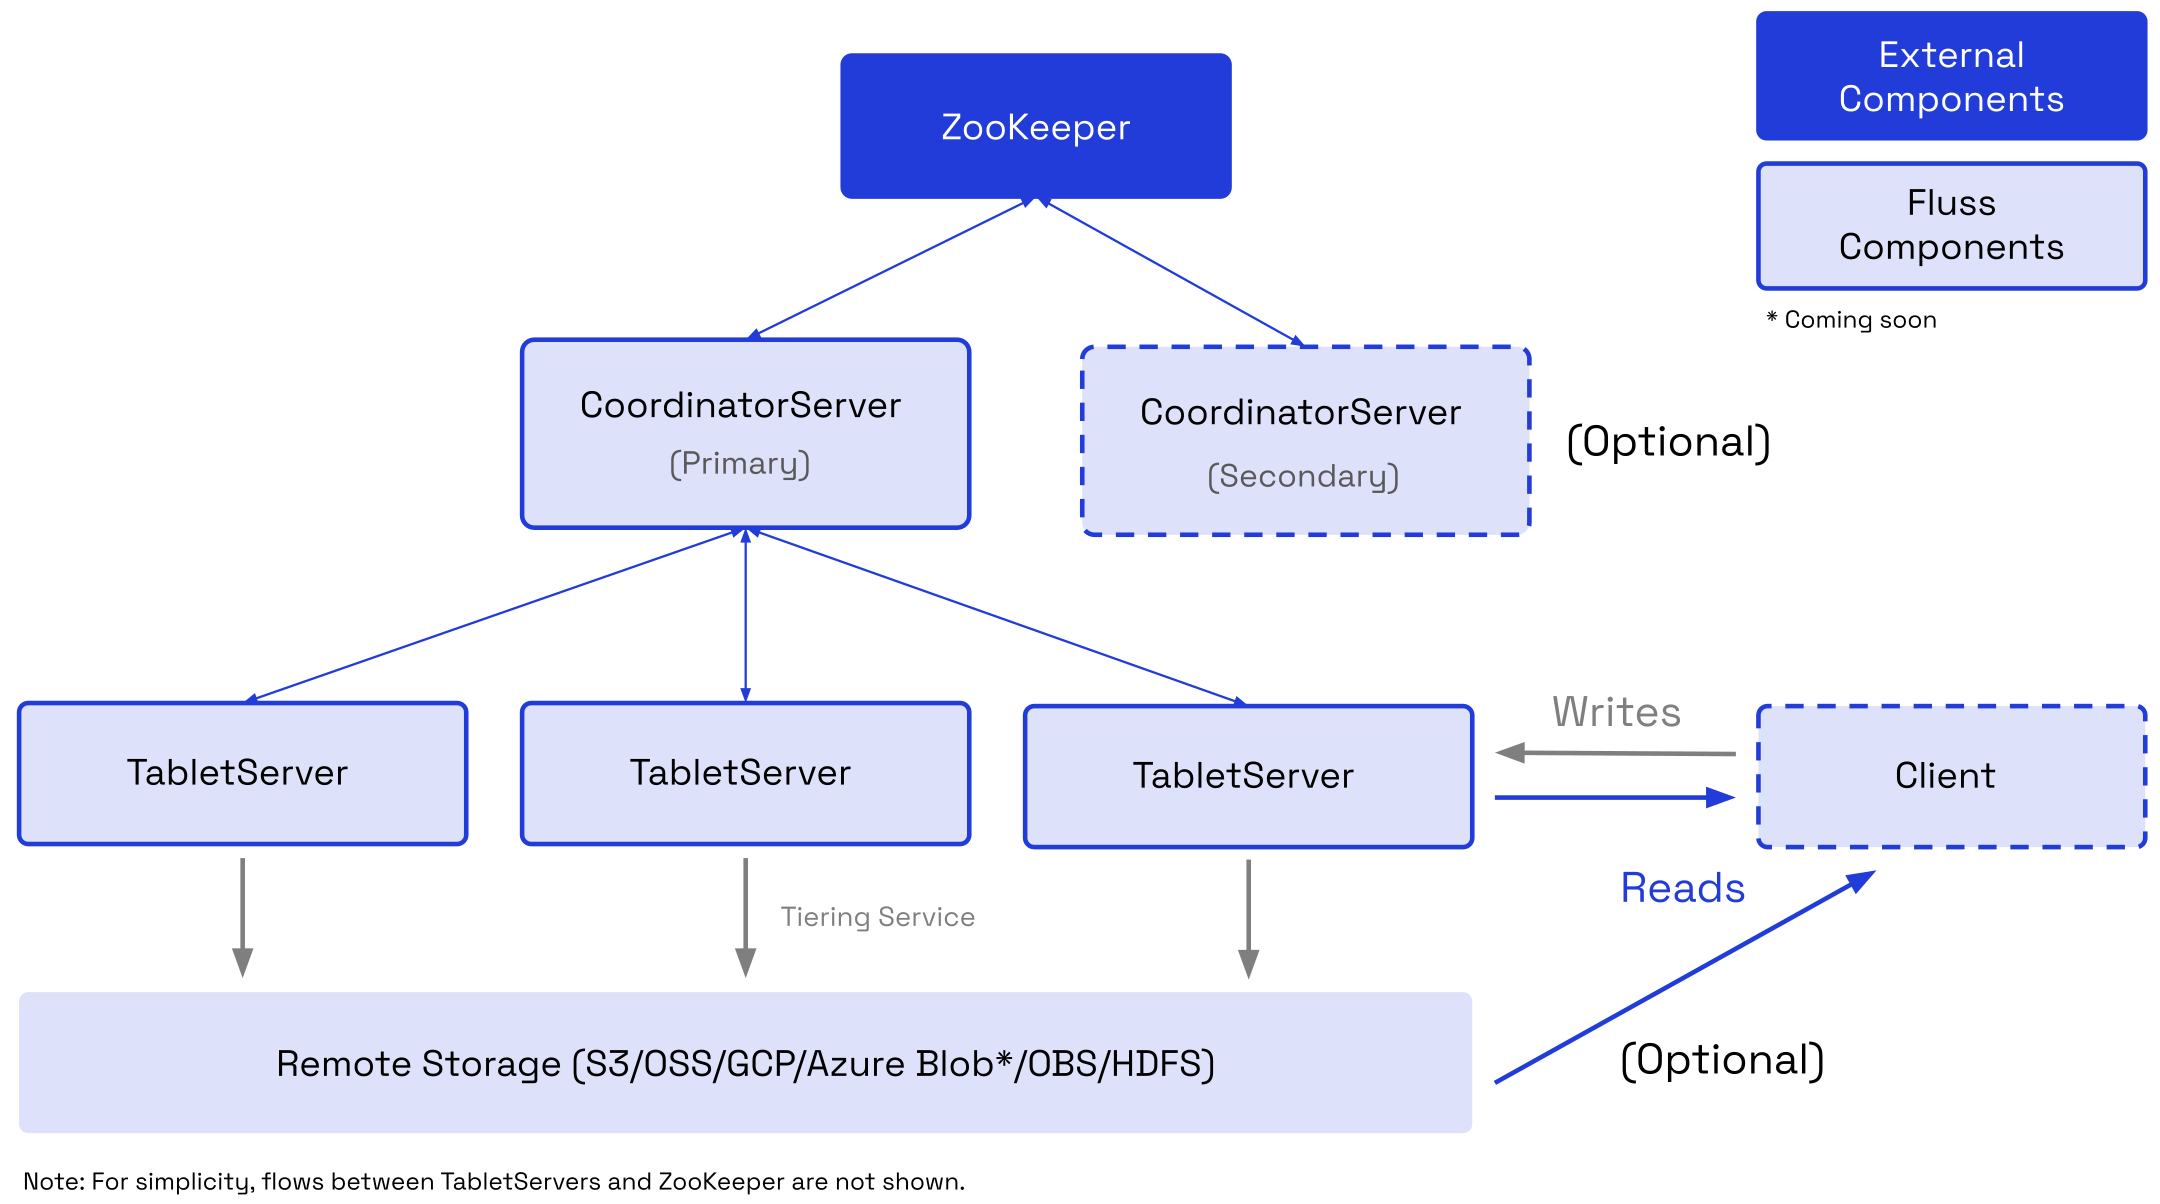 External
Components
ZooKeeper
Fluss
Components
* Coming soon
CoordinatorServer
(Primary)
CoordinatorServer
(Secondary)
(Optional)
TabletServer
TabletServer
TabletServer
Writes
Client
Reads
Tiering Service
Remote Storage (S3/OSS/GCP/Azure Blob*/OBS/HDFS)
(Optional)
Note: For simplicity, flows between TabletServers and ZooKeeper are not shown.